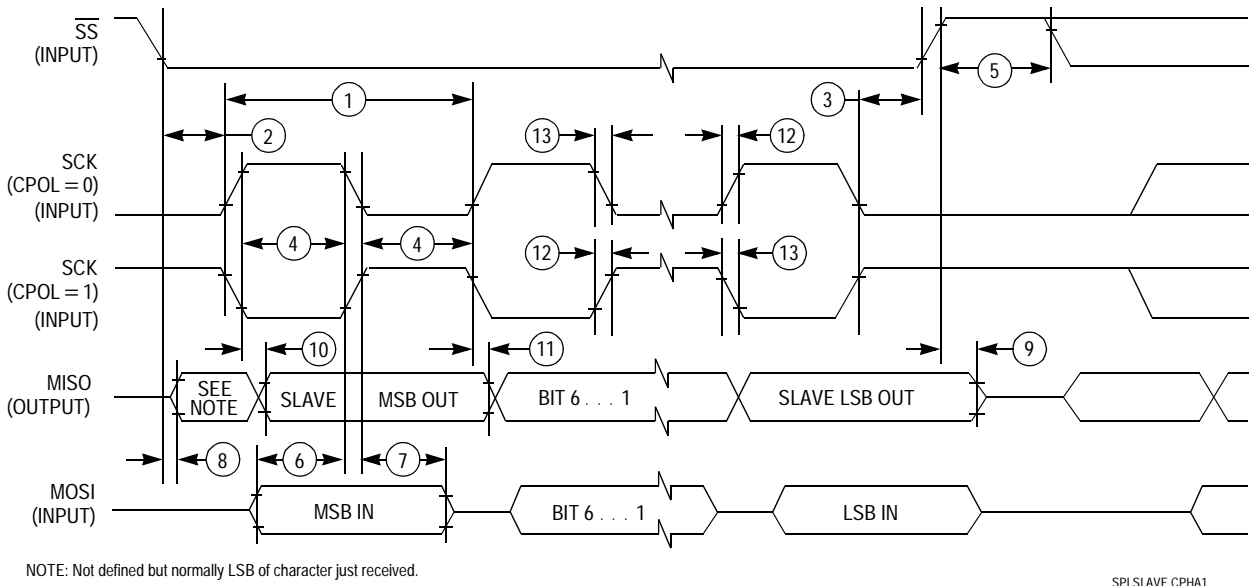 SS
(INPUT)
5
1
3
2
13
12
SCK
(CPOL = 0)
(INPUT)
4
4
12
13
SCK
(CPOL = 1)
(INPUT)
10
11
9
MISO
(OUTPUT)
SEE
NOTE
SLAVE
MSB OUT
BIT 6 . . . 1
SLAVE LSB OUT
8
6
7
MOSI
(INPUT)
MSB IN
BIT 6 . . . 1
LSB IN
NOTE: Not defined but normally LSB of character just received.
SPI SLAVE CPHA1